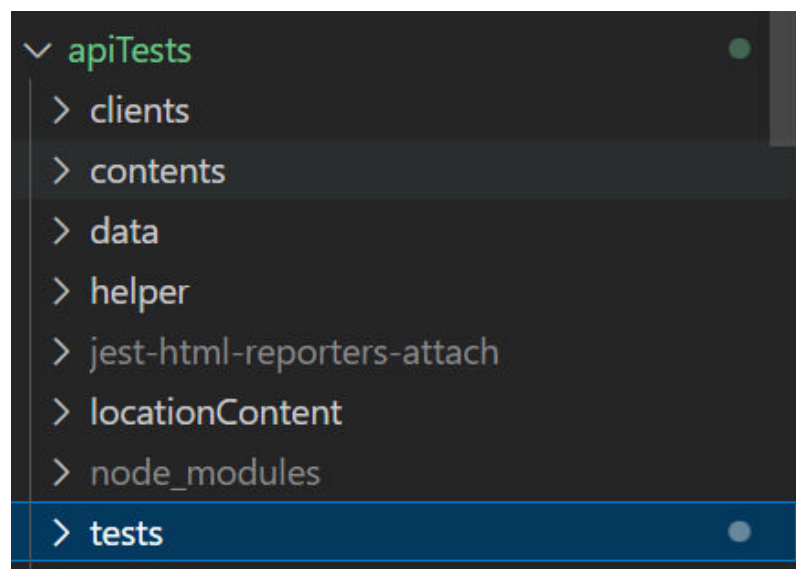 apiTests
clients
contents
data
helper
jest-html-reporters-attach
locationContent
node_modules
tests